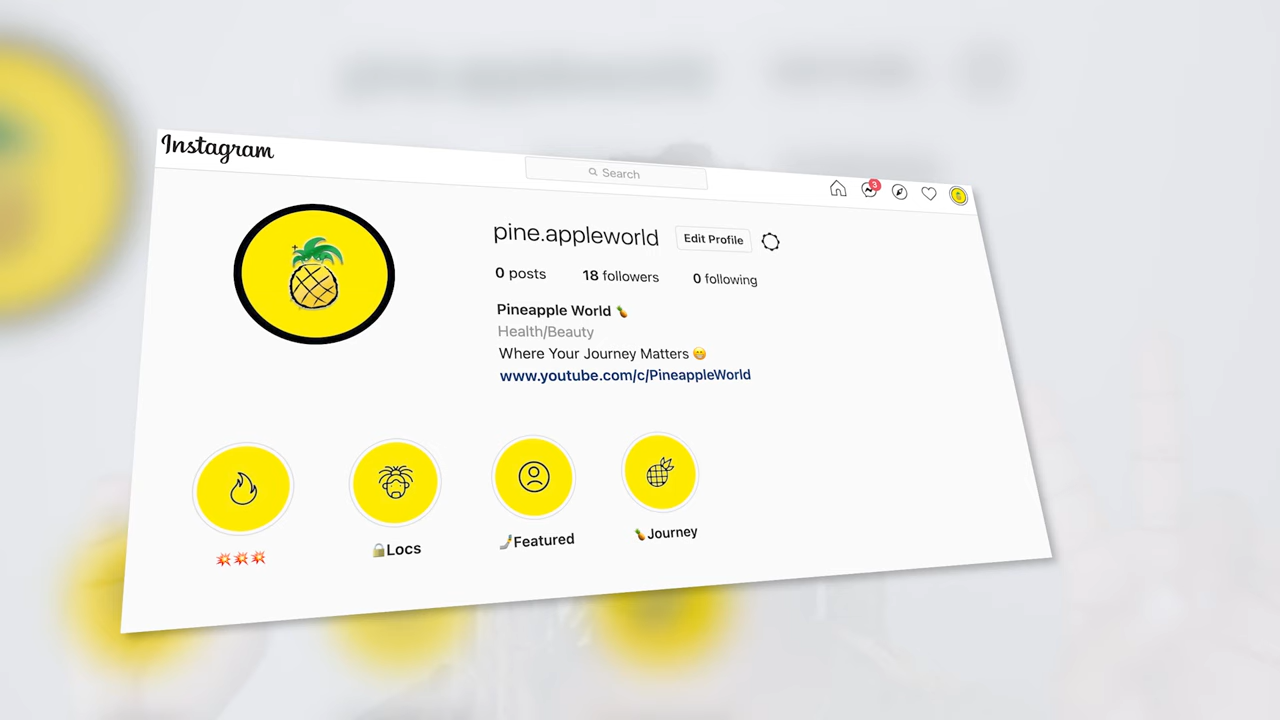 Instagram
Search
3
pine.appleworld
Edit Profile
0 posts 18 followers 0 following
Pineapple World 🍍
Health/Beauty
Where Your Journey Matters 😁
www.youtube.com/c/PineappleWorld
💥💥💥
🔒Locs
🤳Featured
🍍Journey